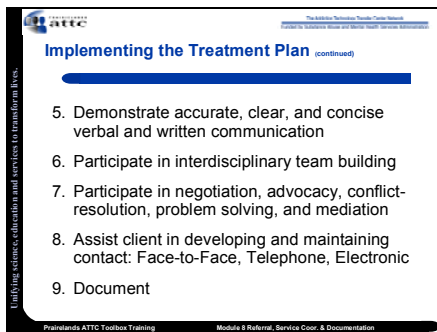 PRAIRIELANDS
attc
The Addiction Technology Transfer Center Network
Funded by Substance Abuse and Mental Health Services Administration
Implementing the Treatment Plan (continued)
Unifying science, education and services to transform lives.
5. Demonstrate accurate, clear, and concise
verbal and written communication
6. Participate in interdisciplinary team building
7. Participate in negotiation, advocacy, conflict-
resolution, problem solving, and mediation
8. Assist client in developing and maintaining
contact: Face-to-Face, Telephone, Electronic
9. Document
Prairelands ATTC Toolbox Training
Module 8 Referral, Service Coor. & Documentation